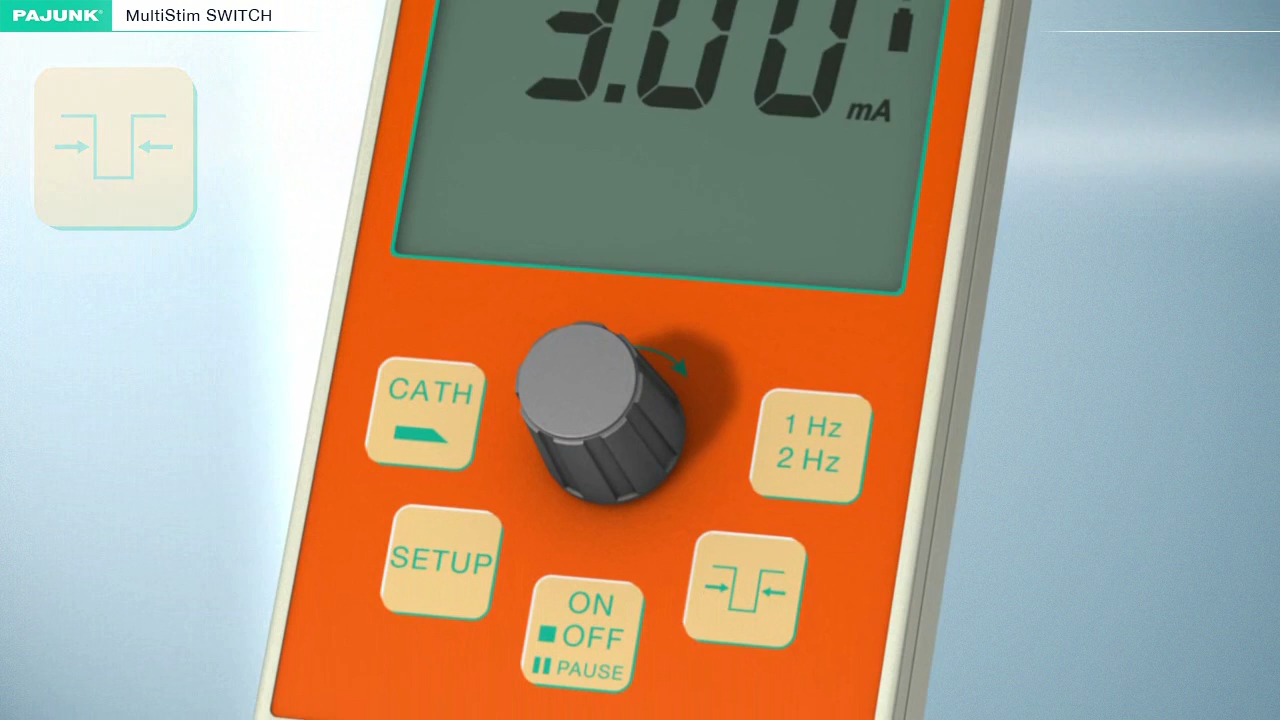 PAJUNK®
MultiStim SWITCH
3.00
mA
CATH
1 Hz
2 Hz
SETUP
ON
OFF
PAUSE